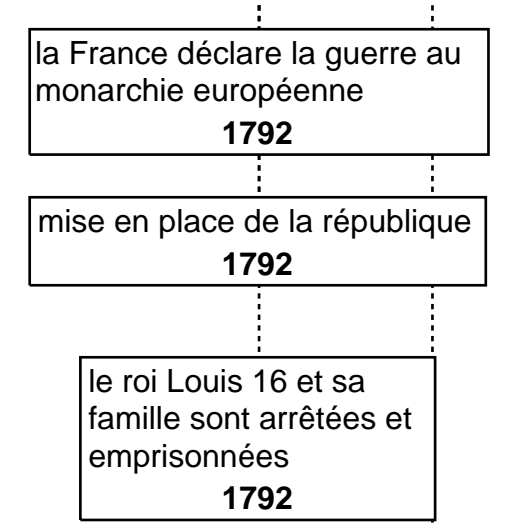 la France déclare la guerre au
monarchie européenne
1792
mise en place de la république
1792
le roi Louis 16 et sa
famille sont arrêtées et
emprisonnées
1792